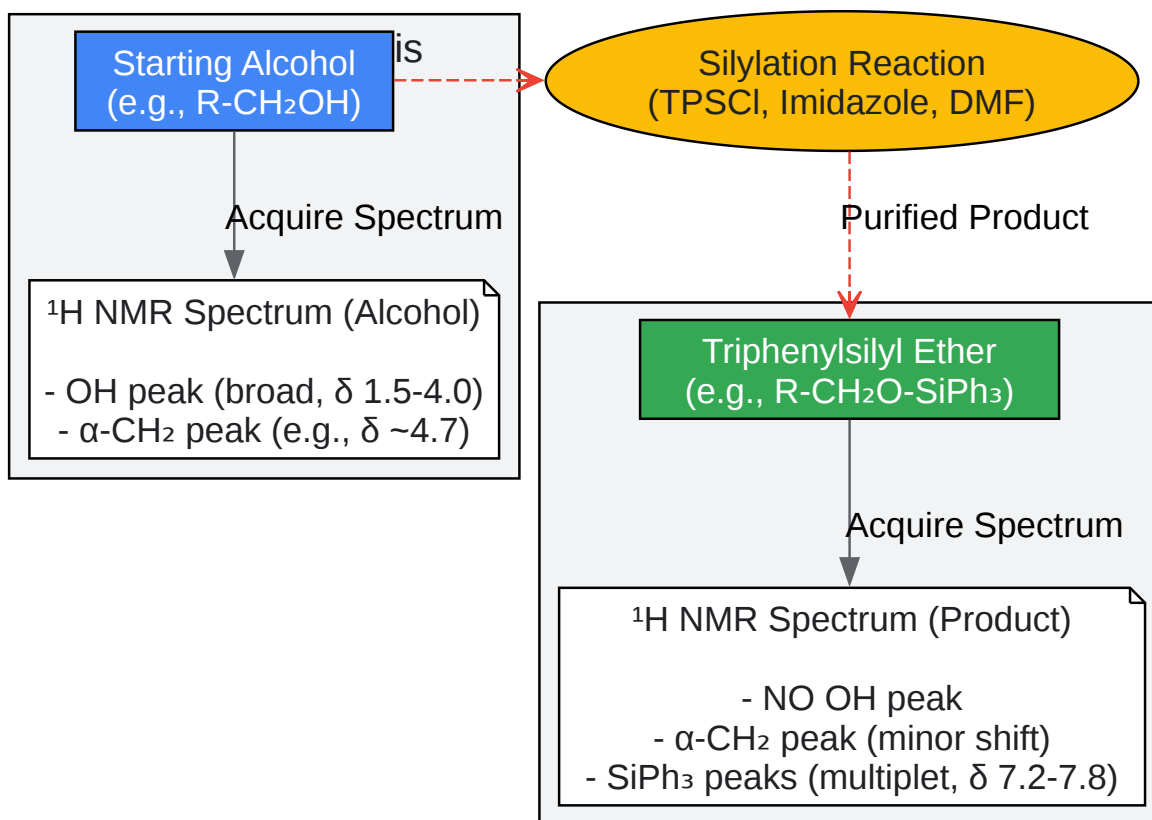 Starting Alcohol
(e.g., R-CH₂OH)
is
Silylation Reaction
(TPSCl, Imidazole, DMF)
Acquire Spectrum
Purified Product
¹H NMR Spectrum (Alcohol)
- OH peak (broad, δ 1.5-4.0)
- α-CH₂ peak (e.g., δ ~4.7)
Triphenylsilyl Ether
(e.g., R-CH₂O-SiPh₃)
Acquire Spectrum
¹H NMR Spectrum (Product)
- NO OH peak
- α-CH₂ peak (minor shift)
- SiPh₃ peaks (multiplet, δ 7.2-7.8)